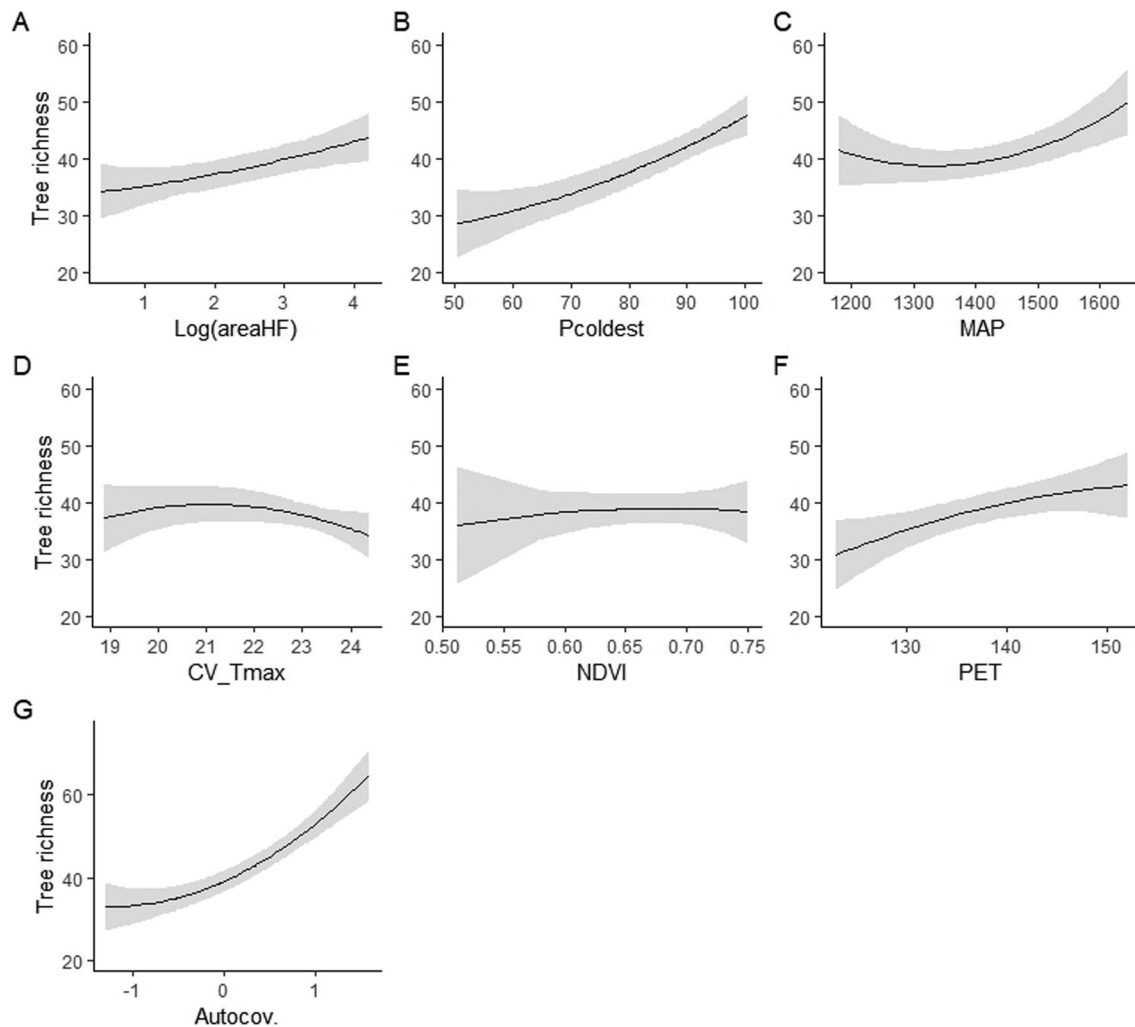 A
B
C
Tree richness
60
50
40
30
20
60
50
40
30
20
60
50
40
30
20
1 2 3 4
50 60 70 80 90 100
1200 1300 1400 1500 1600
Log(areaHF)
Pcoldest
MAP
D
E
F
Tree richness
60
50
40
30
20
60
50
40
30
20
60
50
40
30
20
19 20 21 22 23 24
0.50 0.55 0.60 0.65 0.70 0.75
130 140 150
CV_Tmax
NDVI
PET
G
Tree richness
60
40
20
-1 0 1
Autocov.